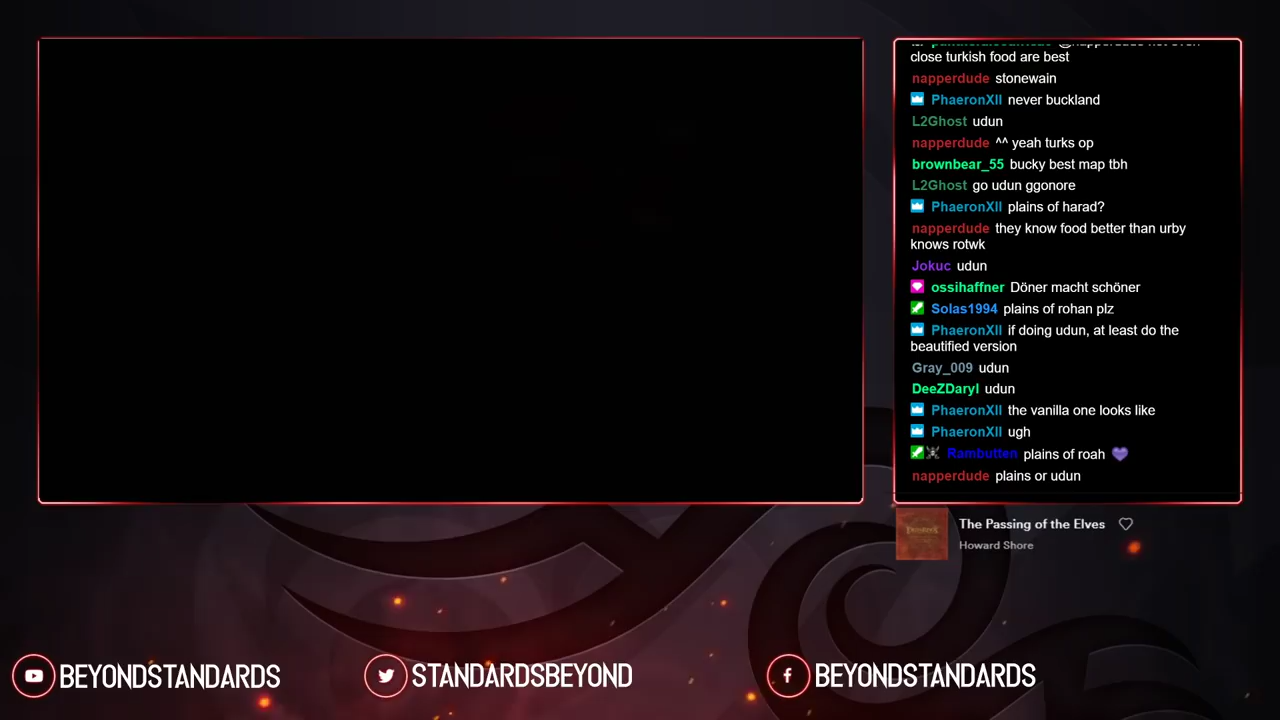 close turkish food are best
napperdude stonewain
PhaeronXII never buckland
L2Ghost udun
napperdude ^^ yeah turks op
brownbear_55 bucky best map tbh
L2Ghost go udun ggonore
PhaeronXII plains of harad?
napperdude they know food better than urby
knows rotwk
Jokuc udun
ossihaffner Döner macht schöner
Solas1994 plains of rohan plz
PhaeronXII if doing udun, at least do the
beautified version
Gray_009 udun
DeeZDaryl udun
PhaeronXII the vanilla one looks like
PhaeronXII ugh
Rambutten plains of roah
napperdude plains or udun
The Passing of the Elves
Howard Shore
BEYONDSTANDARDS
STANDARDSBEYOND
BEYONDSTANDARDS